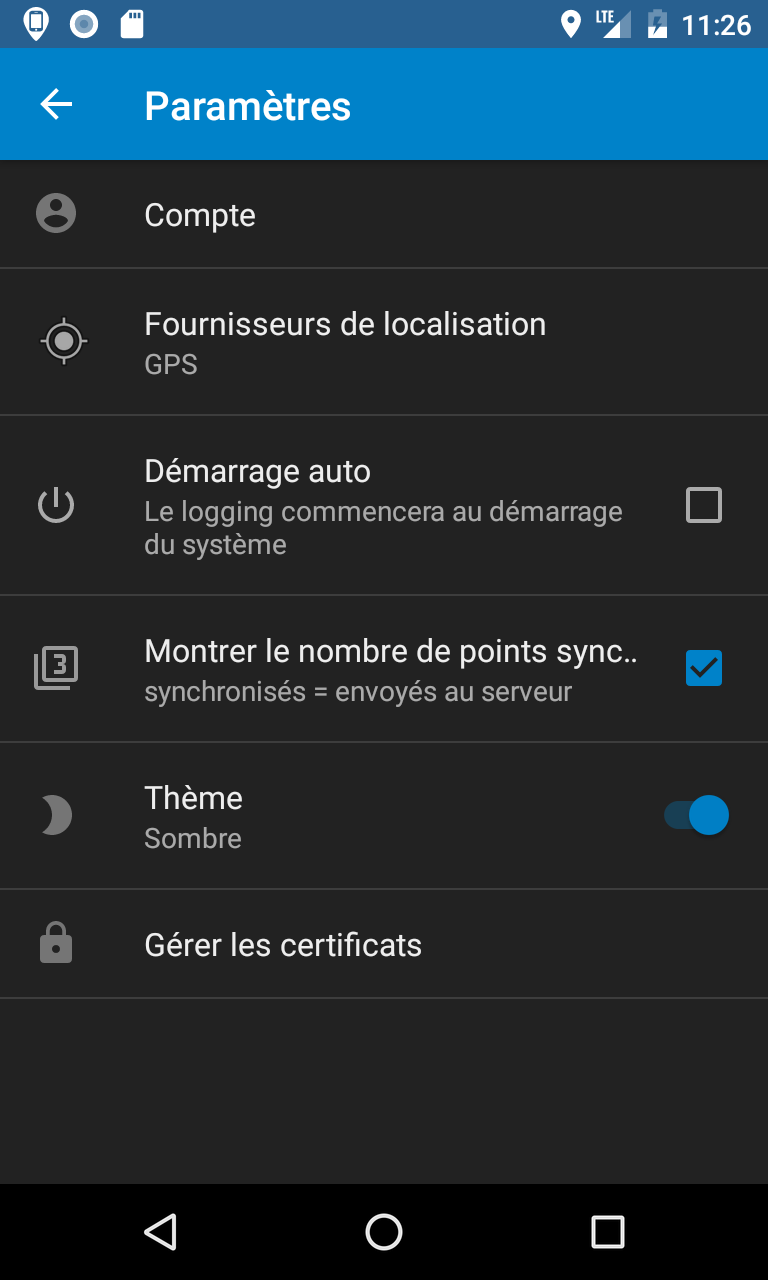 LTE 11:26
Paramètres
Compte
Fournisseurs de localisation
GPS
Démarrage auto
Le logging commencera au démarrage
du système
3
Montrer le nombre de points sync..
synchronisés = envoyés au serveur
Thème
Sombre
Gérer les certificats